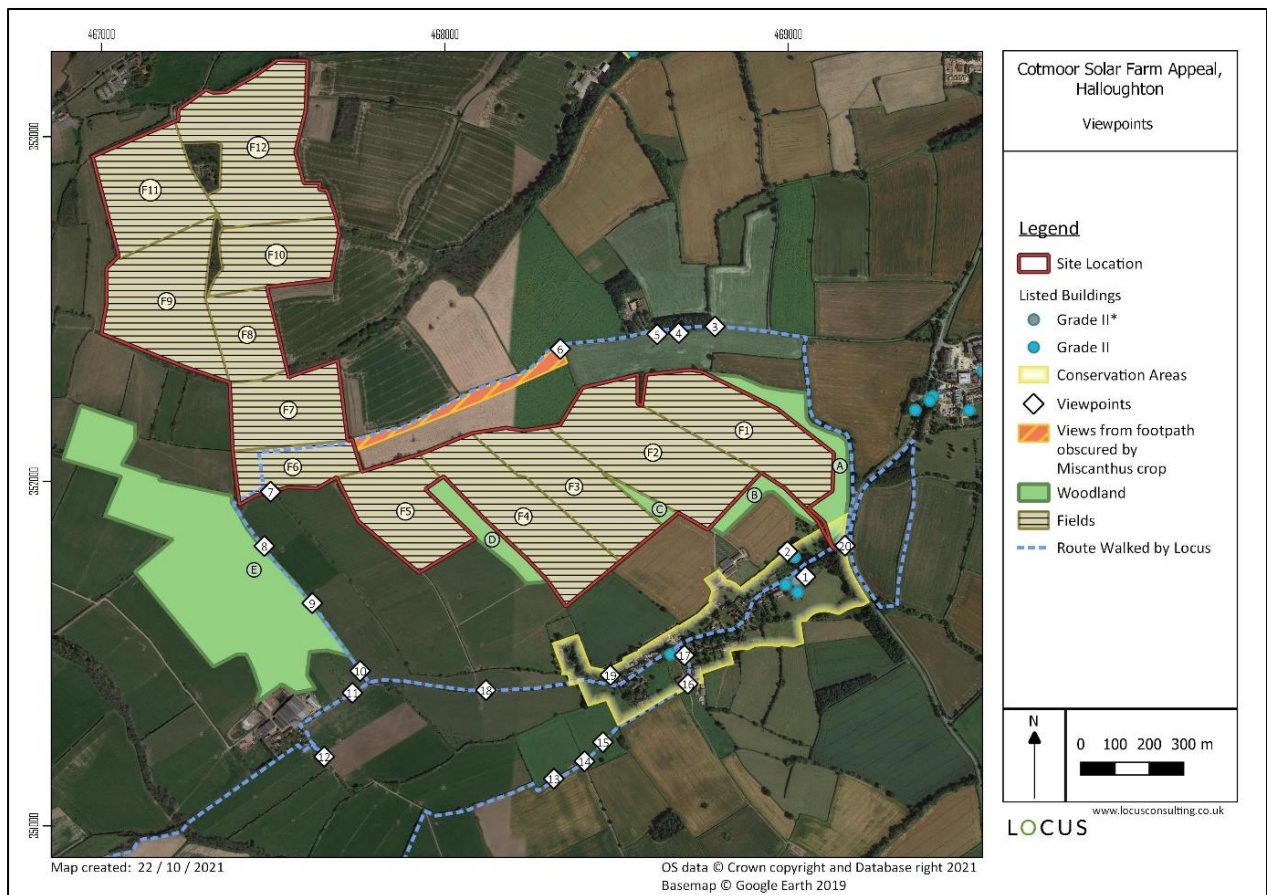 467000
468000
469000
353000
352000
351000
F12
F11
F10
F9
F8
F7
F6
F5
F4
F3
F2
F1
A
B
C
D
E
6
5
4
3
7
8
9
10
11
12
2
1
20
17
16
19
18
15
14
13
Cotmoor Solar Farm Appeal,
Halloughton
Viewpoints
Legend
Site Location
Listed Buildings
Grade II*
Grade II
Conservation Areas
Viewpoints
Views from footpath
obscured by
Miscanthus crop
Woodland
Fields
Route Walked by Locus
N
0 100 200 300 m
www.locusconsulting.co.uk
LOCUS
Map created: 22 / 10 / 2021
OS data © Crown copyright and Database right 2021
Basemap © Google Earth 2019